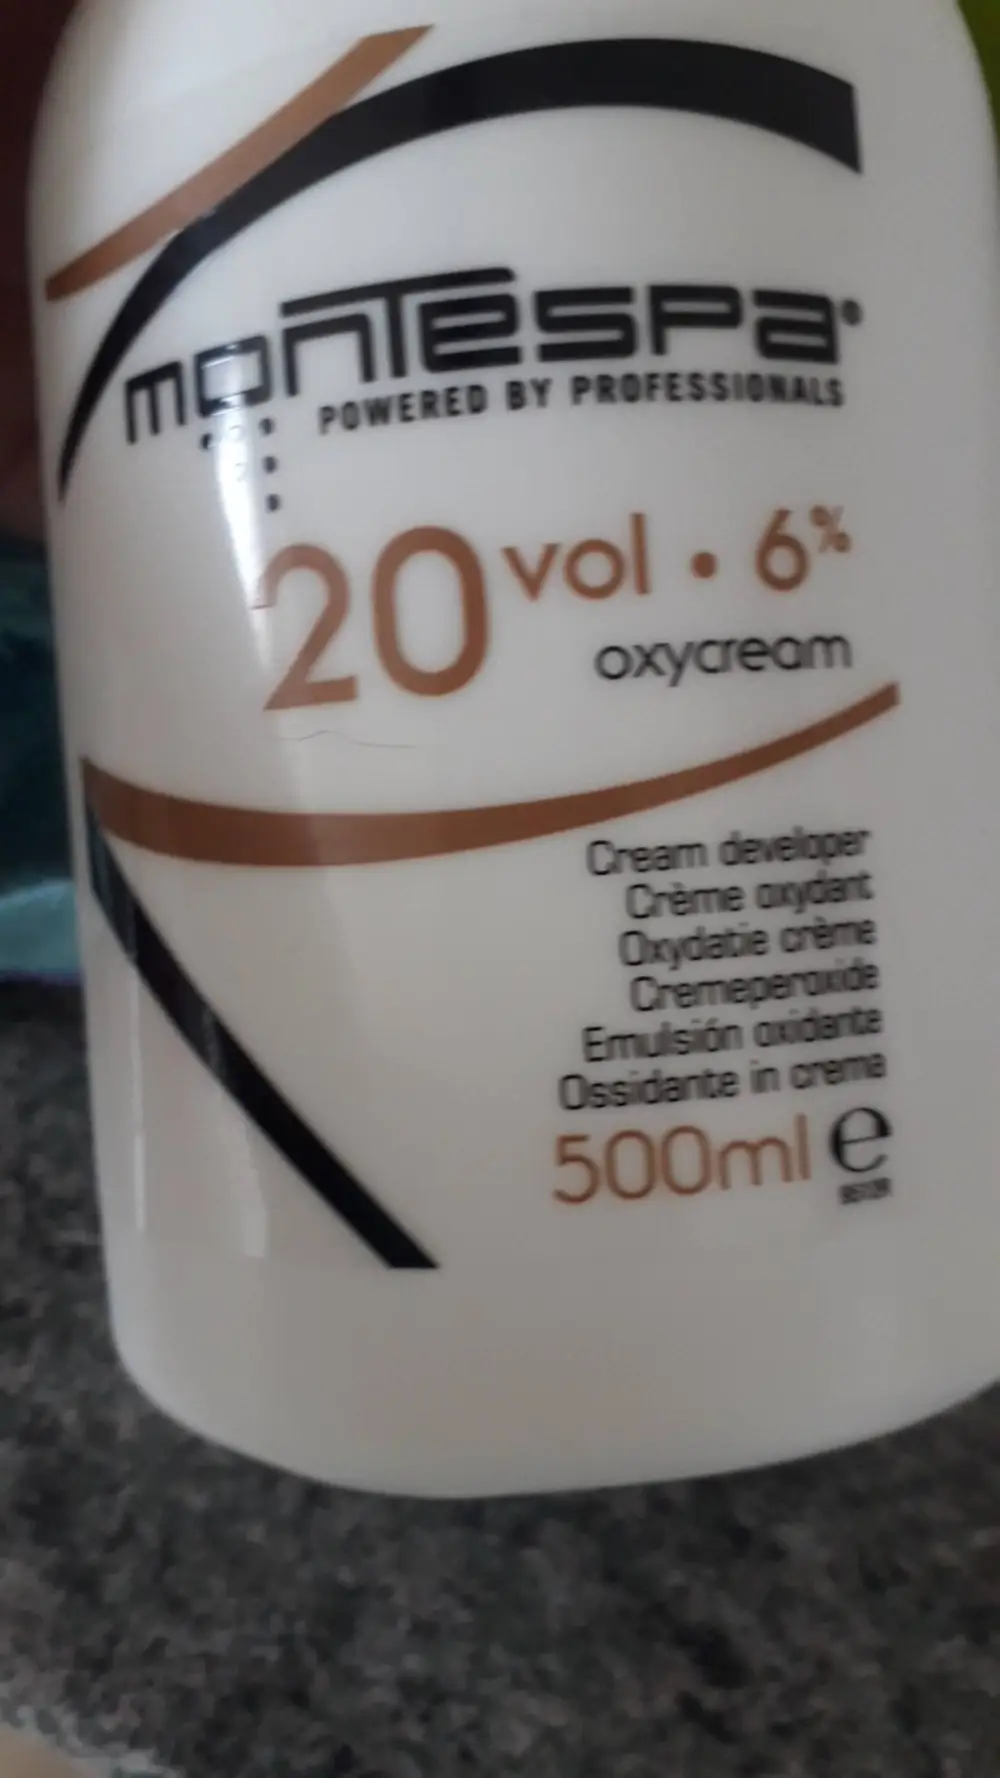 montespa®
POWERED BY PROFESSIONALS
20 vol • 6%
oxycream
Cream developer
Crème oxydant
Oxydatie crème
Cremeperoxide
Emulsión oxidante
Ossidante in crema
500ml e